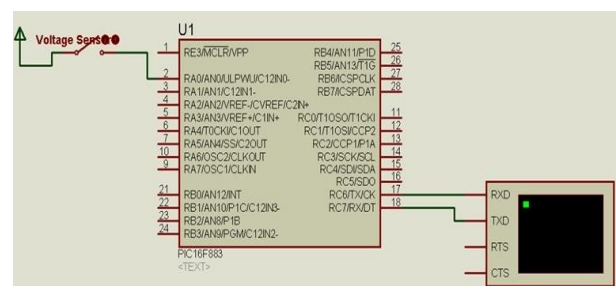 U1
Voltage Sensor
1 RE3/MCLR/VPP
2 RA0/AN0/ULPWU/C12IN0-
3 RA1/AN1/C12IN1-
4 RA2/AN2/VREF-/CVREF/C2IN+
5 RA3/AN3/VREF+/C1IN+
6 RA4/T0CKI/C1OUT
7 RA5/AN4/SS/C2OUT
10 RA6/OSC2/CLKOUT
9 RA7/OSC1/CLKIN
21 RB0/AN12/INT
22 RB1/AN10/P1C/C12IN3-
23 RB2/AN8/P1B
24 RB3/AN9/PGM/C12IN2-
RB4/AN11/P1D 25
RB5/AN13/T1G 26
RB6/ICSPCLK 27
RB7/ICSPDAT 28
RC0/T1OSO/T1CKI 11
RC1/T1OSI/CCP2 12
RC2/CCP1/P1A 13
RC3/SCK/SCL 14
RC4/SDI/SDA 15
RC5/SDO 16
RC6/TX/CK 17
RC7/RX/DT 18
PIC16F883
<TEXT>
RXD
TXD
RTS
CTS